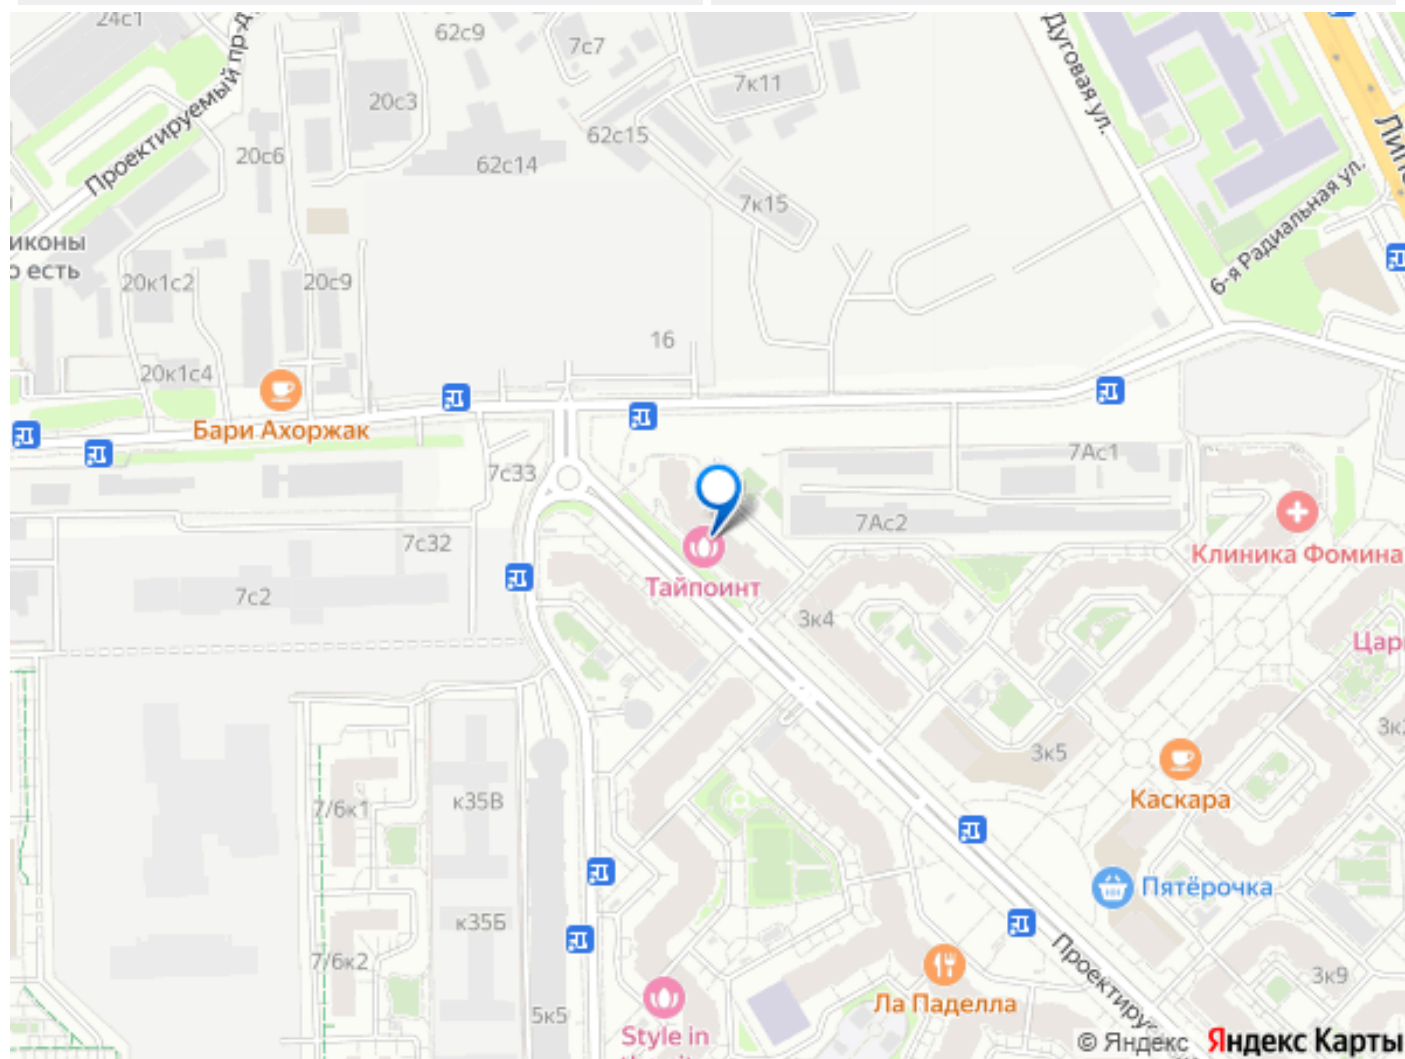 24с1
62с9
7с7
Дуговая ул.
7к11
20с3
Проектируемый пр-д
62с15
20с6
62с14
7к15
6-я Радиальная ул.
иконы
о есть
20к1с2
20с9
16
20к1с4
Бари Ахоржак
7Ас1
7с33
7Ас2
7с32
Клиника Фомина
Тайпоинт
7с2
3к4
3к5
к35В
7/6к1
Каскара
Пятёрочка
к35Б
7/6к2
3к9
Ла Паделла
5к5
Style in
© Яндекс Яндекс Карты